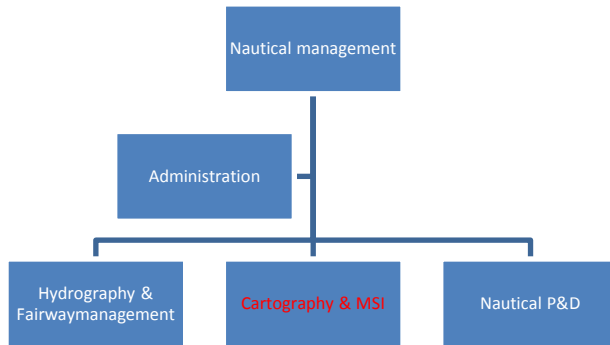 Nautical management
Administration
Hydrography &
Fairwaymanagement
Cartography & MSI
Nautical P&D